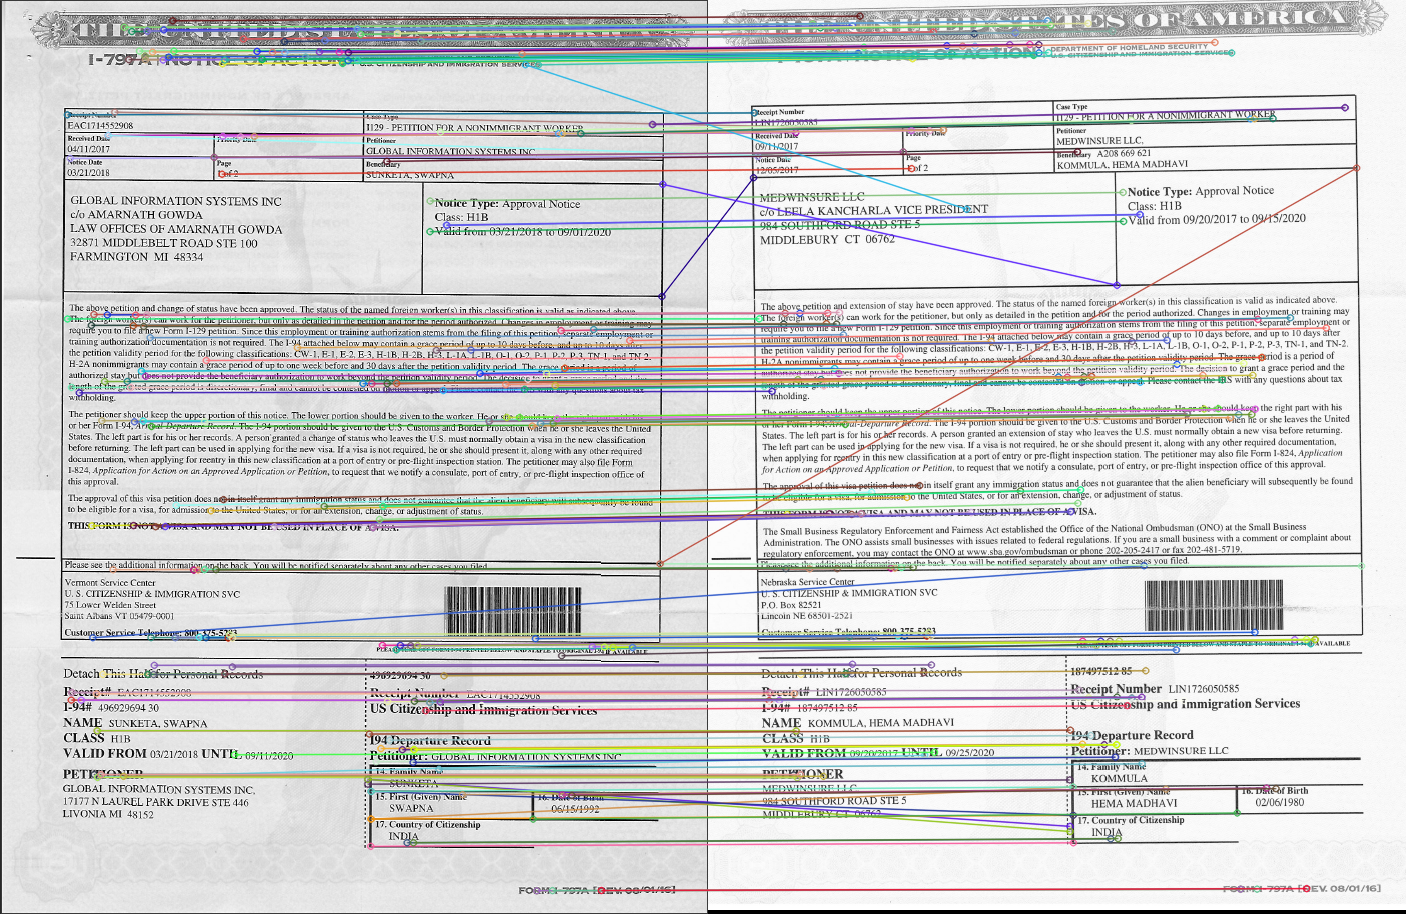 THE UNITED STATES OF AMERICA
I-797A NOTICE OF ACTION
U.S. CITIZENSHIP AND IMMIGRATION SERVICES
Receipt Number
EAC1714552908
Case Type
I129 - PETITION FOR A NONIMMIGRANT WORKER
Received Date
04/11/2017
Priority Date
Petitioner
GLOBAL INFORMATION SYSTEMS INC
Notice Date
03/21/2018
Page
1 of 2
Beneficiary
SUNKETA, SWAPNA
GLOBAL INFORMATION SYSTEMS INC
c/o AMARNATH GOWDA
LAW OFFICES OF AMARNATH GOWDA
32871 MIDDLEBELT ROAD STE 100
FARMINGTON MI 48334
Notice Type: Approval Notice
Class: H1B
Valid from 03/21/2018 to 09/01/2020
The above petition and change of status have been approved. The status of the named foreign worker(s) in this classification is valid as indicated above.
The foreign worker(s) can work for the petitioner, but only as detailed in the petition and for the period authorized. Changes in employment or training may
require you to file a new Form I-129 petition. Since this employment or training authorization stems from the filing of this petition, separate employment or
training authorization documentation is not required. The I-94 attached below may contain a grace period of up to 10 days before, and up to 10 days after
the petition validity period for the following classifications: CW-1, E-1, E-2, E-3, H-1B, H-2B, H-3, L-1A, L-1B, O-1, O-2, P-1, P-2, P-3, TN-1, and TN-2.
H-2A nonimmigrants may contain a grace period of up to one week before and 30 days after the petition validity period. The grace period is a period of
authorized stay but does not provide the beneficiary authorization to work beyond the petition validity period. The decision to grant a grace period and the
length of the granted grace period is discretionary, final and cannot be contested on motion or appeal. Please contact the IRS with any questions about tax
withholding.
The petitioner should keep the upper portion of this notice. The lower portion should be given to the worker. He or she should keep the right part with his
or her Form I-94, Arrival-Departure Record. The I-94 portion should be given to the U.S. Customs and Border Protection when he or she leaves the United
States. The left part is for his or her records. A person granted a change of status who leaves the U.S. must normally obtain a visa in the new classification
before returning. The left part can be used in applying for the new visa. If a visa is not required, he or she should present it, along with any other required
documentation, when applying for reentry in this new classification at a port of entry or pre-flight inspection station. The petitioner may also file Form
I-824, Application for Action on an Approved Application or Petition, to request that we notify a consulate, port of entry, or pre-flight inspection office of
this approval.
The approval of this visa petition does not in itself grant any immigration status and does not guarantee that the alien beneficiary will subsequently be found
to be eligible for a visa, for admission to the United States, or for an extension, change, or adjustment of status.
THIS FORM IS NOT A VISA AND MAY NOT BE USED IN PLACE OF A VISA.
Please see the additional information on the back. You will be notified separately about any other cases you filed.
Vermont Service Center
U. S. CITIZENSHIP & IMMIGRATION SVC
75 Lower Welden Street
Saint Albans VT 05479-0001
Customer Service Telephone: 800-375-5283
Detach This Half for Personal Records
Receipt# EAC1714552908
I-94# 496929694 30
NAME SUNKETA, SWAPNA
CLASS H1B
VALID FROM 03/21/2018 UNTIL 09/11/2020
PETITIONER
GLOBAL INFORMATION SYSTEMS INC,
17177 N LAUREL PARK DRIVE STE 446
LIVONIA MI 48152
496929694 30
Receipt Number EAC1714552908
US Citizenship and Immigration Services
I94 Departure Record
Petitioner: GLOBAL INFORMATION SYSTEMS INC
14. Family Name
SUNKETA
15. First (Given) Name
SWAPNA
16. Date of Birth
06/15/1992
17. Country of Citizenship
INDIA
FORM I-797A [REV. 08/01/16]
THE UNITED STATES OF AMERICA
I-797A NOTICE OF ACTION
DEPARTMENT OF HOMELAND SECURITY
U.S. CITIZENSHIP AND IMMIGRATION SERVICES
Receipt Number
LIN1726050585
Case Type
I129 - PETITION FOR A NONIMMIGRANT WORKER
Received Date
09/11/2017
Priority Date
Petitioner
MEDWINSURE LLC,
Notice Date
12/05/2017
Page
1 of 2
Beneficiary A208 669 621
KOMMULA, HEMA MADHAVI
MEDWINSURE LLC
c/o LEELA KANCHARLA VICE PRESIDENT
984 SOUTHFORD ROAD STE 5
MIDDLEBURY CT 06762
Notice Type: Approval Notice
Class: H1B
Valid from 09/20/2017 to 09/15/2020
The above petition and extension of stay have been approved. The status of the named foreign worker(s) in this classification is valid as indicated above.
The foreign worker(s) can work for the petitioner, but only as detailed in the petition and for the period authorized. Changes in employment or training may
require you to file a new Form I-129 petition. Since this employment or training authorization stems from the filing of this petition, separate employment or
training authorization documentation is not required. The I-94 attached below may contain a grace period of up to 10 days before, and up to 10 days after
the petition validity period for the following classifications: CW-1, E-1, E-2, E-3, H-1B, H-2B, H-3, L-1A, L-1B, O-1, O-2, P-1, P-2, P-3, TN-1, and TN-2.
H-2A nonimmigrants may contain a grace period of up to one week before and 30 days after the petition validity period. The grace period is a period of
authorized stay but does not provide the beneficiary authorization to work beyond the petition validity period. The decision to grant a grace period and the
length of the granted grace period is discretionary, final and cannot be contested on motion or appeal. Please contact the IRS with any questions about tax
withholding.
The petitioner should keep the upper portion of this notice. The lower portion should be given to the worker. He or she should keep the right part with his
or her Form I-94, Arrival-Departure Record. The I-94 portion should be given to the U.S. Customs and Border Protection when he or she leaves the United
States. The left part is for his or her records. A person granted an extension of stay who leaves the U.S. must normally obtain a new visa before returning.
The left part can be used in applying for the new visa. If a visa is not required, he or she should present it, along with any other required documentation,
when applying for reentry in this new classification at a port of entry or pre-flight inspection station. The petitioner may also file Form I-824, Application
for Action on an Approved Application or Petition, to request that we notify a consulate, port of entry, or pre-flight inspection office of this approval.
The approval of this visa petition does not in itself grant any immigration status and does not guarantee that the alien beneficiary will subsequently be found
to be eligible for a visa, for admission to the United States, or for an extension, change, or adjustment of status.
THIS FORM IS NOT A VISA AND MAY NOT BE USED IN PLACE OF A VISA.
The Small Business Regulatory Enforcement and Fairness Act established the Office of the National Ombudsman (ONO) at the Small Business
Administration. The ONO assists small businesses with issues related to federal regulations. If you are a small business with a comment or complaint about
regulatory enforcement, you may contact the ONO at www.sba.gov/ombudsman or phone 202-205-2417 or fax 202-481-5719.
Please see the additional information on the back. You will be notified separately about any other cases you filed.
Nebraska Service Center
U. S. CITIZENSHIP & IMMIGRATION SVC
P.O. Box 82521
Lincoln NE 68501-2521
Customer Service Telephone: 800-375-5283
Detach This Half for Personal Records
Receipt# LIN1726050585
I-94# 187497512 85
NAME KOMMULA, HEMA MADHAVI
CLASS H1B
VALID FROM 09/20/2017 UNTIL 09/25/2020
PETITIONER
MEDWINSURE LLC,
984 SOUTHFORD ROAD STE 5
MIDDLEBURY CT 06762
187497512 85
Receipt Number LIN1726050585
US Citizenship and Immigration Services
I94 Departure Record
Petitioner: MEDWINSURE LLC
14. Family Name
KOMMULA
15. First (Given) Name
HEMA MADHAVI
16. Date of Birth
02/06/1980
17. Country of Citizenship
INDIA
FORM I-797A [REV. 08/01/16]